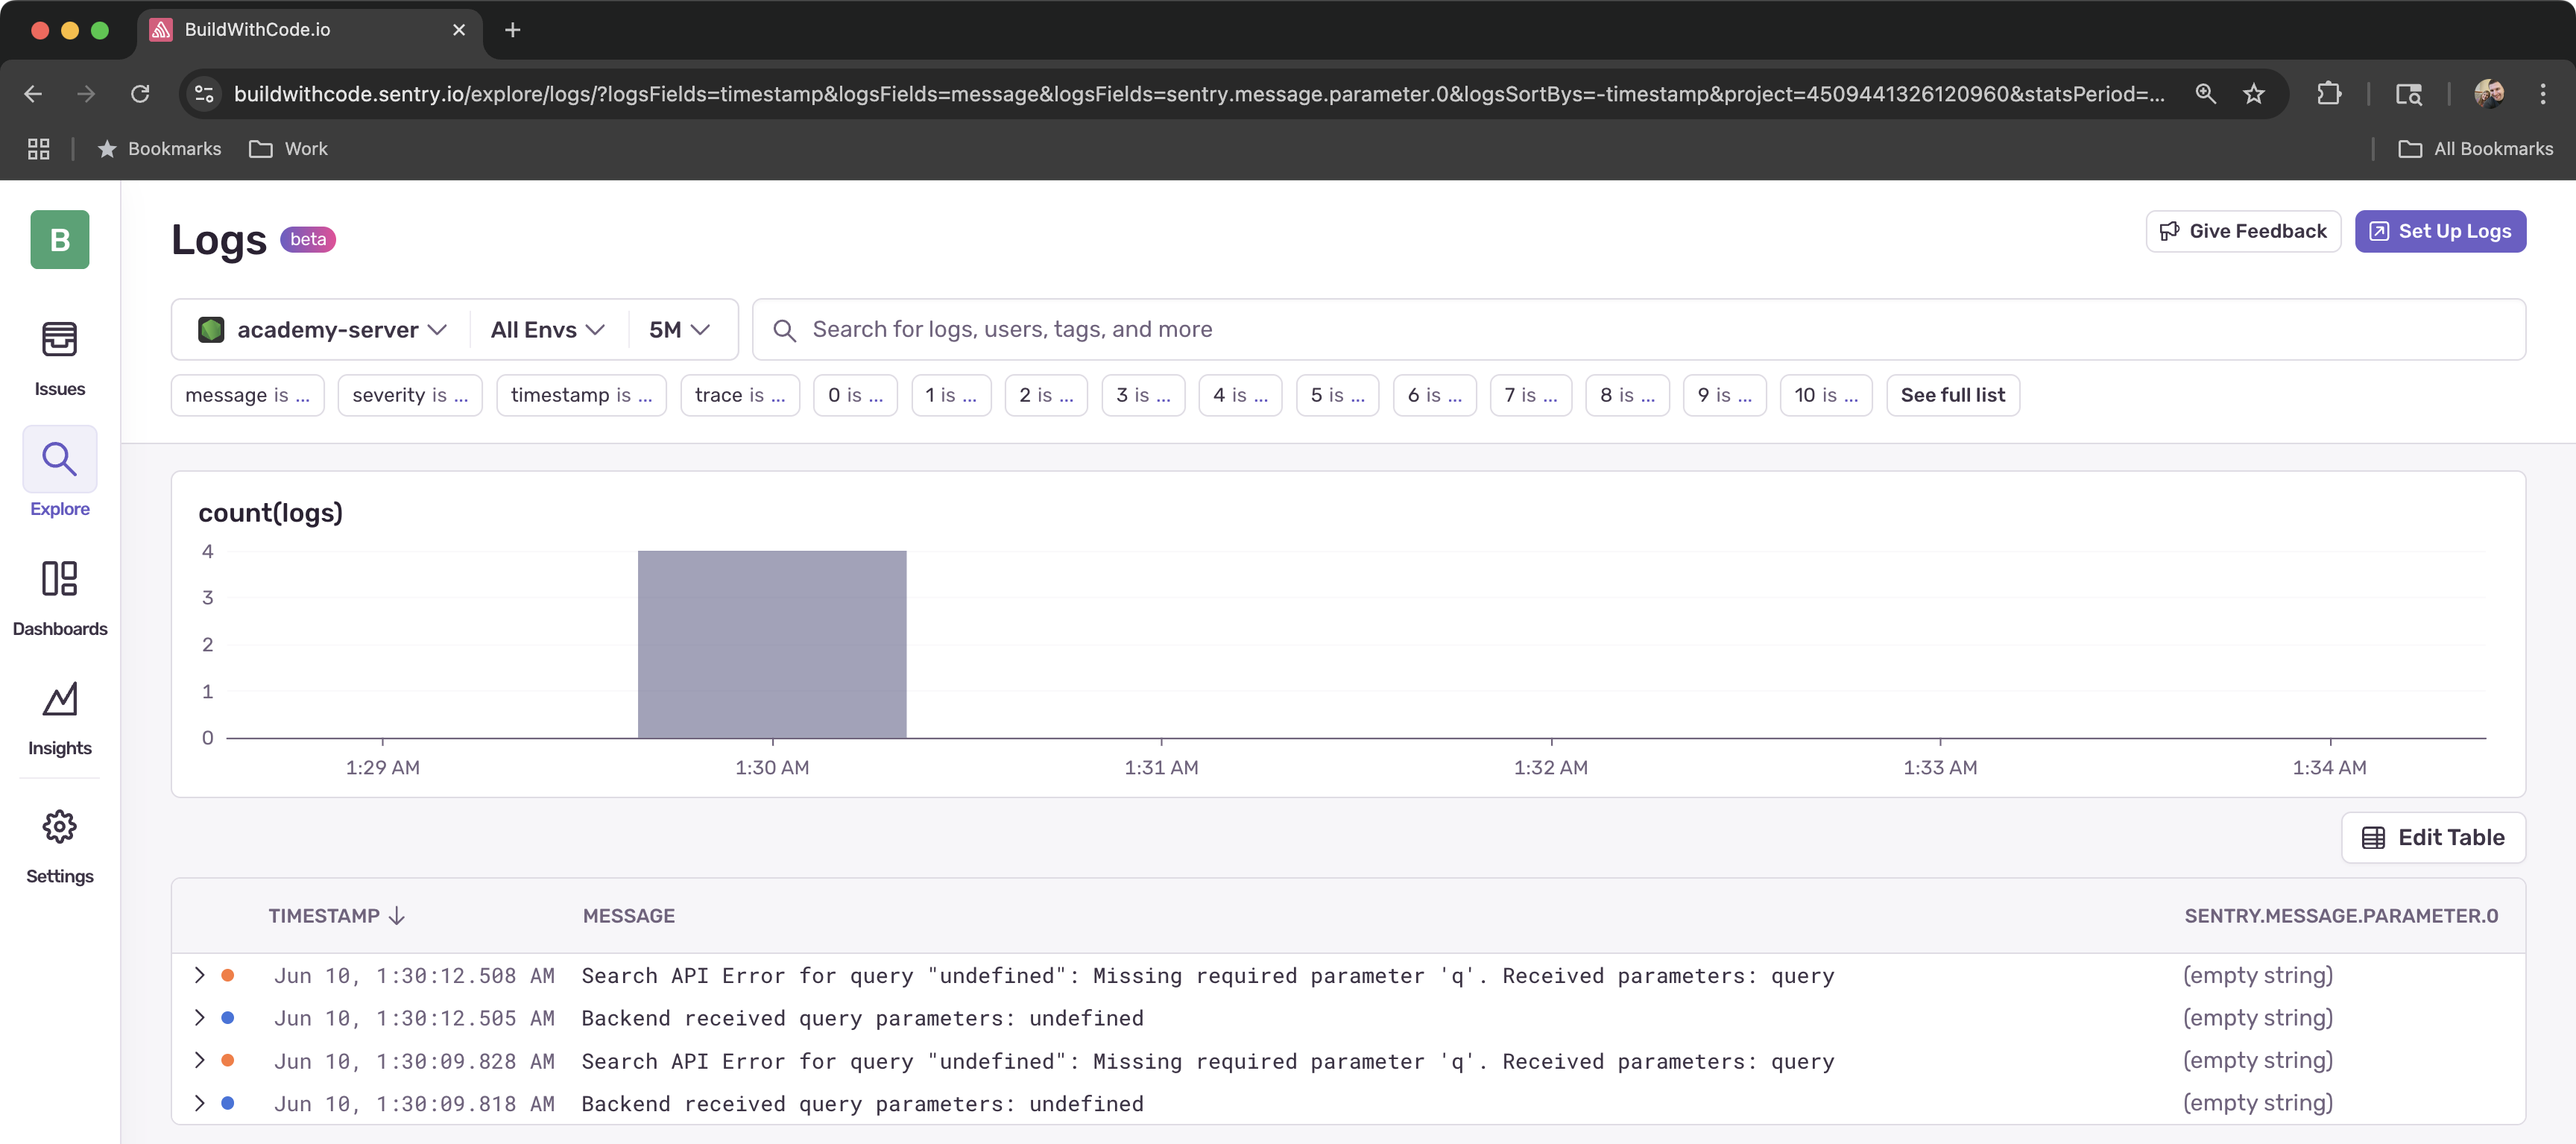 BuildWithCode.io
buildwithcode.sentry.io/explore/logs/?logsFields=timestamp&logsFields=message&logsFields=sentry.message.parameter.0&logsSortBys=-timestamp&project=4509441326120960&statsPeriod=...
Bookmarks Work All Bookmarks
B
Issues
Explore
Dashboards
Insights
Settings
Logs beta
Give Feedback Set Up Logs
academy-server All Envs 5M Search for logs, users, tags, and more
message is ... severity is ... timestamp is ... trace is ... 0 is ... 1 is ... 2 is ... 3 is ... 4 is ... 5 is ... 6 is ... 7 is ... 8 is ... 9 is ... 10 is ... See full list
count(logs)
4
3
2
1
0
1:29 AM 1:30 AM 1:31 AM 1:32 AM 1:33 AM 1:34 AM
Edit Table
TIMESTAMP MESSAGE SENTRY.MESSAGE.PARAMETER.0
Jun 10, 1:30:12.508 AM Search API Error for query "undefined": Missing required parameter 'q'. Received parameters: query (empty string)
Jun 10, 1:30:12.505 AM Backend received query parameters: undefined (empty string)
Jun 10, 1:30:09.828 AM Search API Error for query "undefined": Missing required parameter 'q'. Received parameters: query (empty string)
Jun 10, 1:30:09.818 AM Backend received query parameters: undefined (empty string)